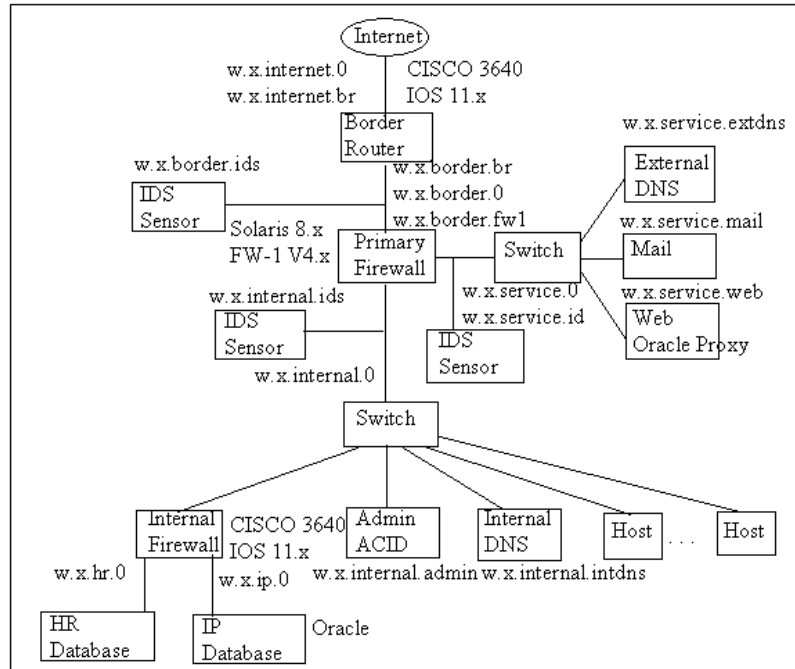 Internet
w.x.internet.0
CISCO 3640
w.x.internet.br
IOS 11.x
Border
Router
w.x.service.extdns
External
DNS
w.x.border.ids
w.x.border.br
IDS
Sensor
w.x.border.0
w.x.border.fw1
Solaris 8.x
FW-1 V4.x
Primary
Firewall
Switch
w.x.service.mail
Mail
w.x.service.web
Web
Oracle Proxy
w.x.service.0
w.x.service.id
IDS
Sensor
w.x.internal.ids
IDS
Sensor
w.x.internal.0
Switch
Internal
Firewall
CISCO 3640
IOS 11.x
Admin
ACID
Internal
DNS
Host
. . .
Host
w.x.hr.0
w.x.ip.0
w.x.internal.admin
w.x.internal.intdns
HR
Database
IP
Database
Oracle